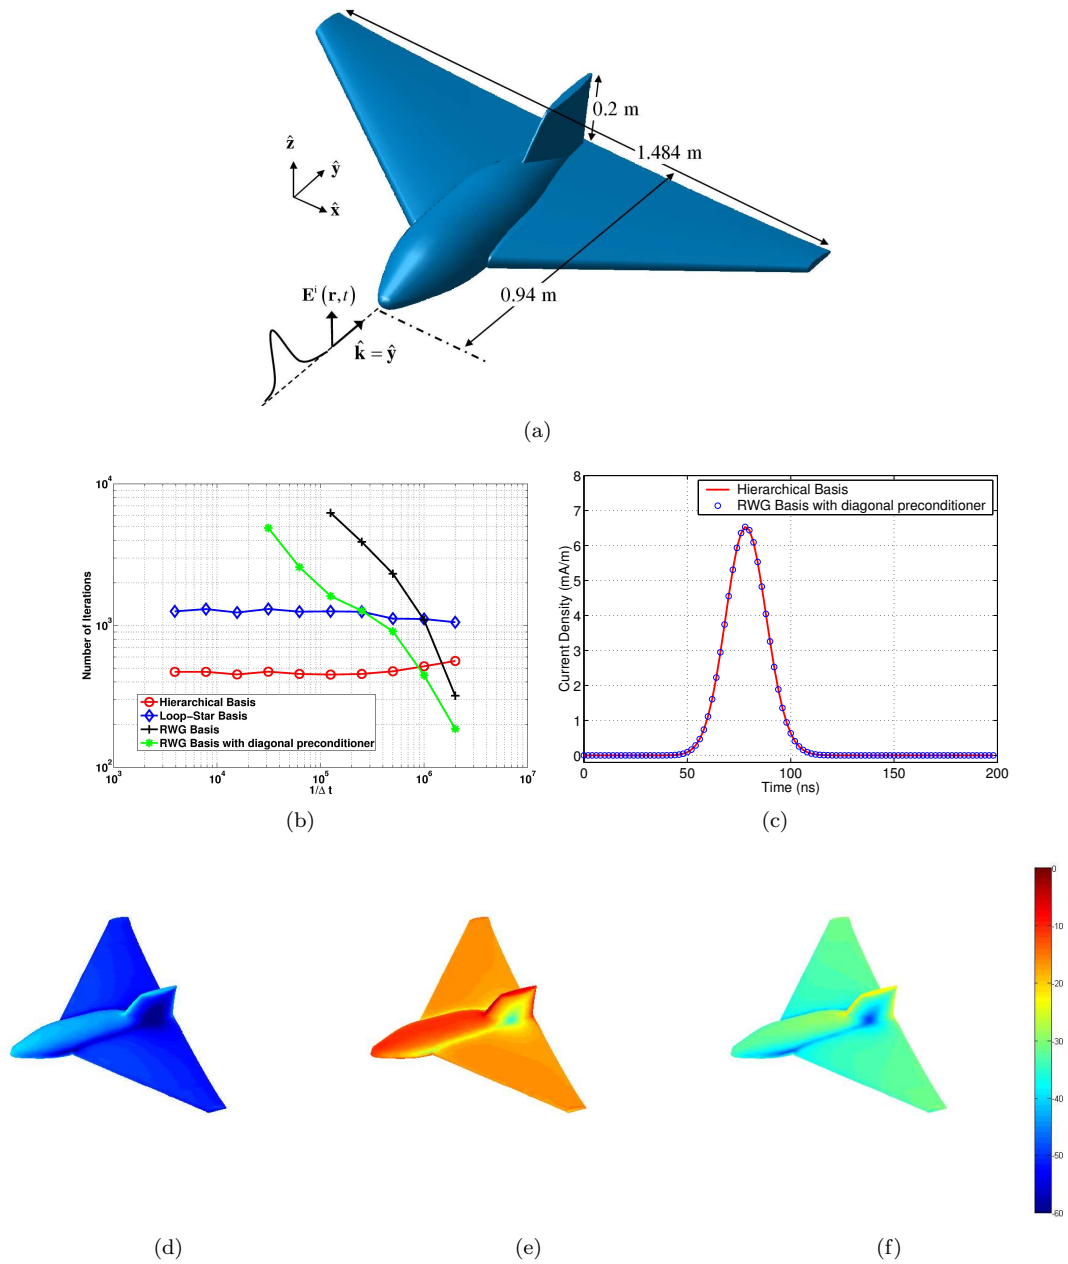 0.2 m
1.484 m
ẑ
ŷ
x̂
0.94 m
Eⁱ(r,t)
k̂ = ŷ
(a)
10⁴
10³
10²
Number of Iterations
Hierarchical Basis
Loop−Star Basis
RWG Basis
RWG Basis with diagonal preconditioner
10³ 10⁴ 10⁵ 10⁶ 10⁷
1/Δ t
(b)
8
7
6
5
4
3
2
1
0
Current Density (mA/m)
Hierarchical Basis
RWG Basis with diagonal preconditioner
0 50 100 150 200
Time (ns)
(c)
0
-10
-20
-30
-40
-50
-60
(d)
(e)
(f)